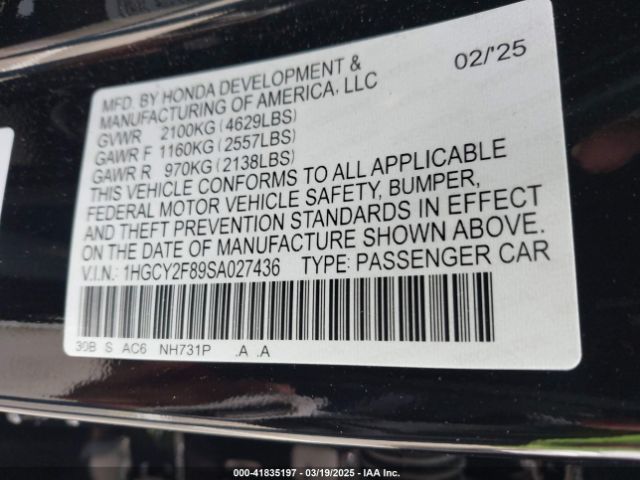 MFD. BY HONDA DEVELOPMENT & 02/'25
MANUFACTURING OF AMERICA, LLC
GVWR 2100KG (4629LBS)
GAWR F 1160KG (2557LBS)
GAWR R 970KG (2138LBS)
THIS VEHICLE CONFORMS TO ALL APPLICABLE
FEDERAL MOTOR VEHICLE SAFETY, BUMPER,
AND THEFT PREVENTION STANDARDS IN EFFECT
ON THE DATE OF MANUFACTURE SHOWN ABOVE.
V.I.N.: 1HGCY2F89SA027436 TYPE: PASSENGER CAR
30B S AC6 NH731P .A .A
000-41835197 - 03/19/2025 - IAA Inc.